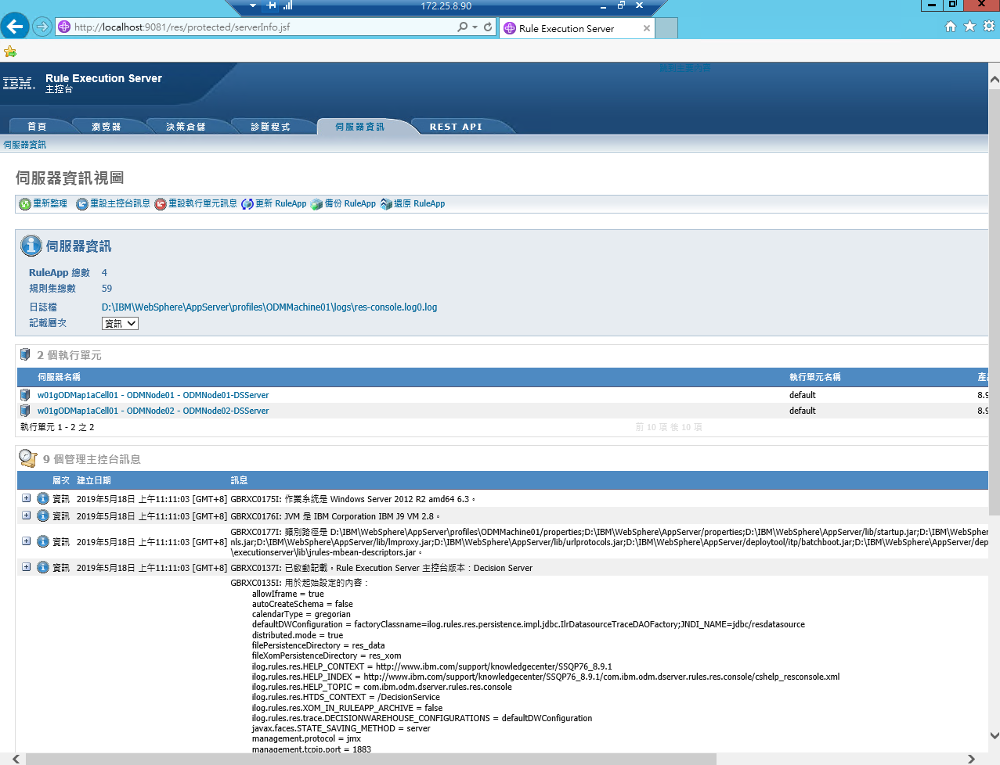 172.25.8.90
http://localhost:9081/res/protected/serverInfo.jsf
Rule Execution Server
IBM.
Rule Execution Server
主控台
跳到主要內容
首頁 瀏覽器 決策倉儲 診斷程式 伺服器資訊 REST API
伺服器資訊
伺服器資訊視圖
重新整理 重設主控台訊息 重設執行單元訊息 更新 RuleApp 備份 RuleApp 還原 RuleApp
伺服器資訊
RuleApp 總數 4
規則集總數 59
日誌檔 D:\IBM\WebSphere\AppServer\profiles\ODMMachine01\logs\res-console.log0.log
記載層次 資訊
2 個執行單元
伺服器名稱 執行單元名稱
w01gODMap1aCell01 - ODMNode01 - ODMNode01-DSServer default 8.9
w01gODMap1aCell01 - ODMNode02 - ODMNode02-DSServer default 8.9
執行單元 1 - 2 之 2 前 10 項 後 10 項
9 個管理主控台訊息
層次 建立日期 訊息
資訊 2019年5月18日 上午11:11:03 [GMT+8] GBRXC0175I: 作業系統是 Windows Server 2012 R2 amd64 6.3。
資訊 2019年5月18日 上午11:11:03 [GMT+8] GBRXC0176I: JVM 是 IBM Corporation IBM J9 VM 2.8。
GBRXC0177I: 類別路徑是 D:\IBM\WebSphere\AppServer\profiles\ODMMachine01/properties;D:\IBM\WebSphere\AppServer/properties;D:\IBM\WebSphere\AppServer/lib/startup.jar;D:\IBM\WebSphere
資訊 2019年5月18日 上午11:11:03 [GMT+8] nls.jar;D:\IBM\WebSphere\AppServer/lib/lmproxy.jar;D:\IBM\WebSphere\AppServer/lib/urlprotocols.jar;D:\IBM\WebSphere\AppServer/deploytool/itp/batchboot.jar;D:\IBM\WebSphere\AppServer/dep
\executionserver\lib\jrules-mbean-descriptors.jar。
資訊 2019年5月18日 上午11:11:03 [GMT+8] GBRXC0137I: 已啟動記載。Rule Execution Server 主控台版本：Decision Server
GBRXC0135I: 用於起始設定的內容：
allowIframe = true
autoCreateSchema = false
calendarType = gregorian
defaultDWConfiguration = factoryClassname=ilog.rules.res.persistence.impl.jdbc.IlrDatasourceTraceDAOFactory;JNDI_NAME=jdbc/resdatasource
distributed.mode = true
filePersistenceDirectory = res_data
fileXomPersistenceDirectory = res_xom
ilog.rules.res.HELP_CONTEXT = http://www.ibm.com/support/knowledgecenter/SSQP76_8.9.1
ilog.rules.res.HELP_INDEX = http://www.ibm.com/support/knowledgecenter/SSQP76_8.9.1/com.ibm.odm.dserver.rules.res.console/cshelp_resconsole.xml
ilog.rules.res.HELP_TOPIC = com.ibm.odm.dserver.rules.res.console
ilog.rules.res.HTDS_CONTEXT = /DecisionService
ilog.rules.res.XOM_IN_RULEAPP_ARCHIVE = false
ilog.rules.res.trace.DECISIONWAREHOUSE_CONFIGURATIONS = defaultDWConfiguration
javax.faces.STATE_SAVING_METHOD = server
management.protocol = jmx
management.tcpip.port = 1883